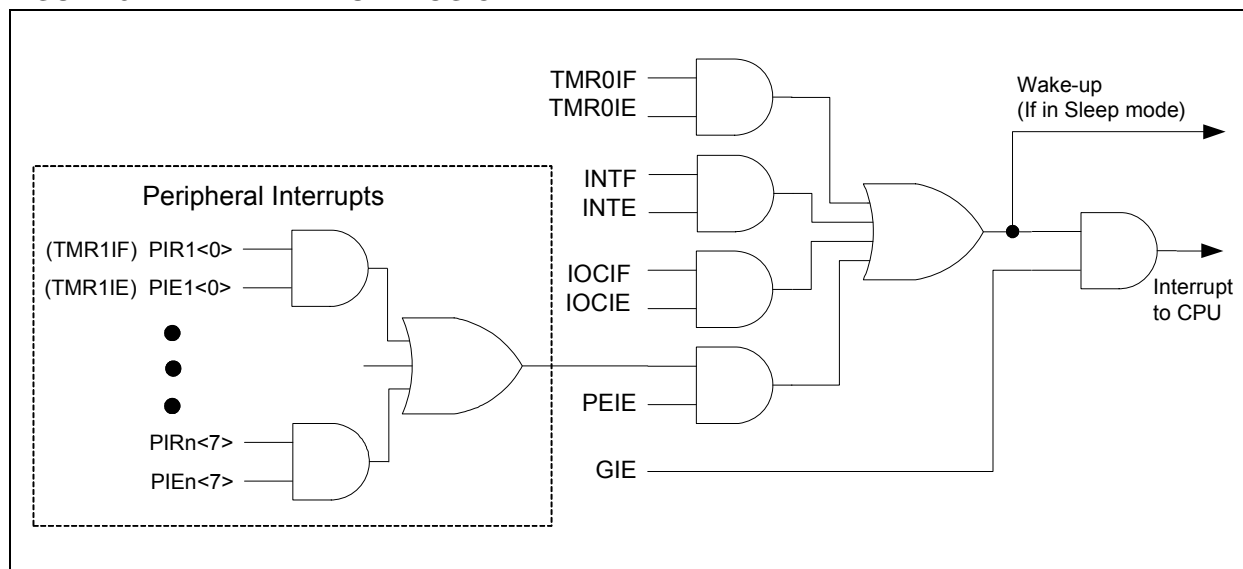 TMR0IF
TMR0IE
Wake-up
(If in Sleep mode)
Peripheral Interrupts
INTF
INTE
(TMR1IF) PIR1<0>
(TMR1IE) PIE1<0>
IOCIF
IOCIE
Interrupt
to CPU
PEIE
PIRn<7>
PIEn<7>
GIE